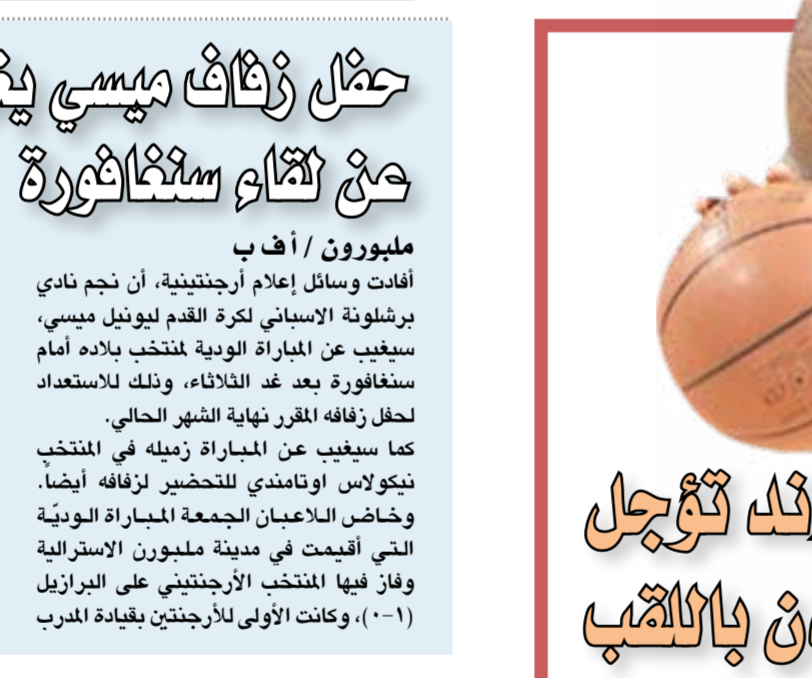 حفل زفاف ميسي
عن لقاء سنغافورة
ملبورون / أ ف ب
أفادت وسائل إعلام أرجنتينية، أن نجم نادي
برشلونة الاسباني لكرة القدم ليونيل ميسي،
سيغيب عن المباراة الودية لمنتخب بلاده أمام
سنغافورة بعد غد الثلاثاء، وذلك للاستعداد
لحفل زفافه المقرر نهاية الشهر الحالي.
كما سيغيب عن المباراة زميله في المنتخب
نيكولاس اوتامندي للتحضير لزفافه أيضاً.
وخاض اللاعبان الجمعة المباراة الوديّة
التي أقيمت في مدينة ملبورن الاسترالية
وفاز فيها المنتخب الأرجنتيني على البرازيل
(١-٠)، وكانت الأولى للأرجنتين بقيادة المدرب
تؤجل
باللقب